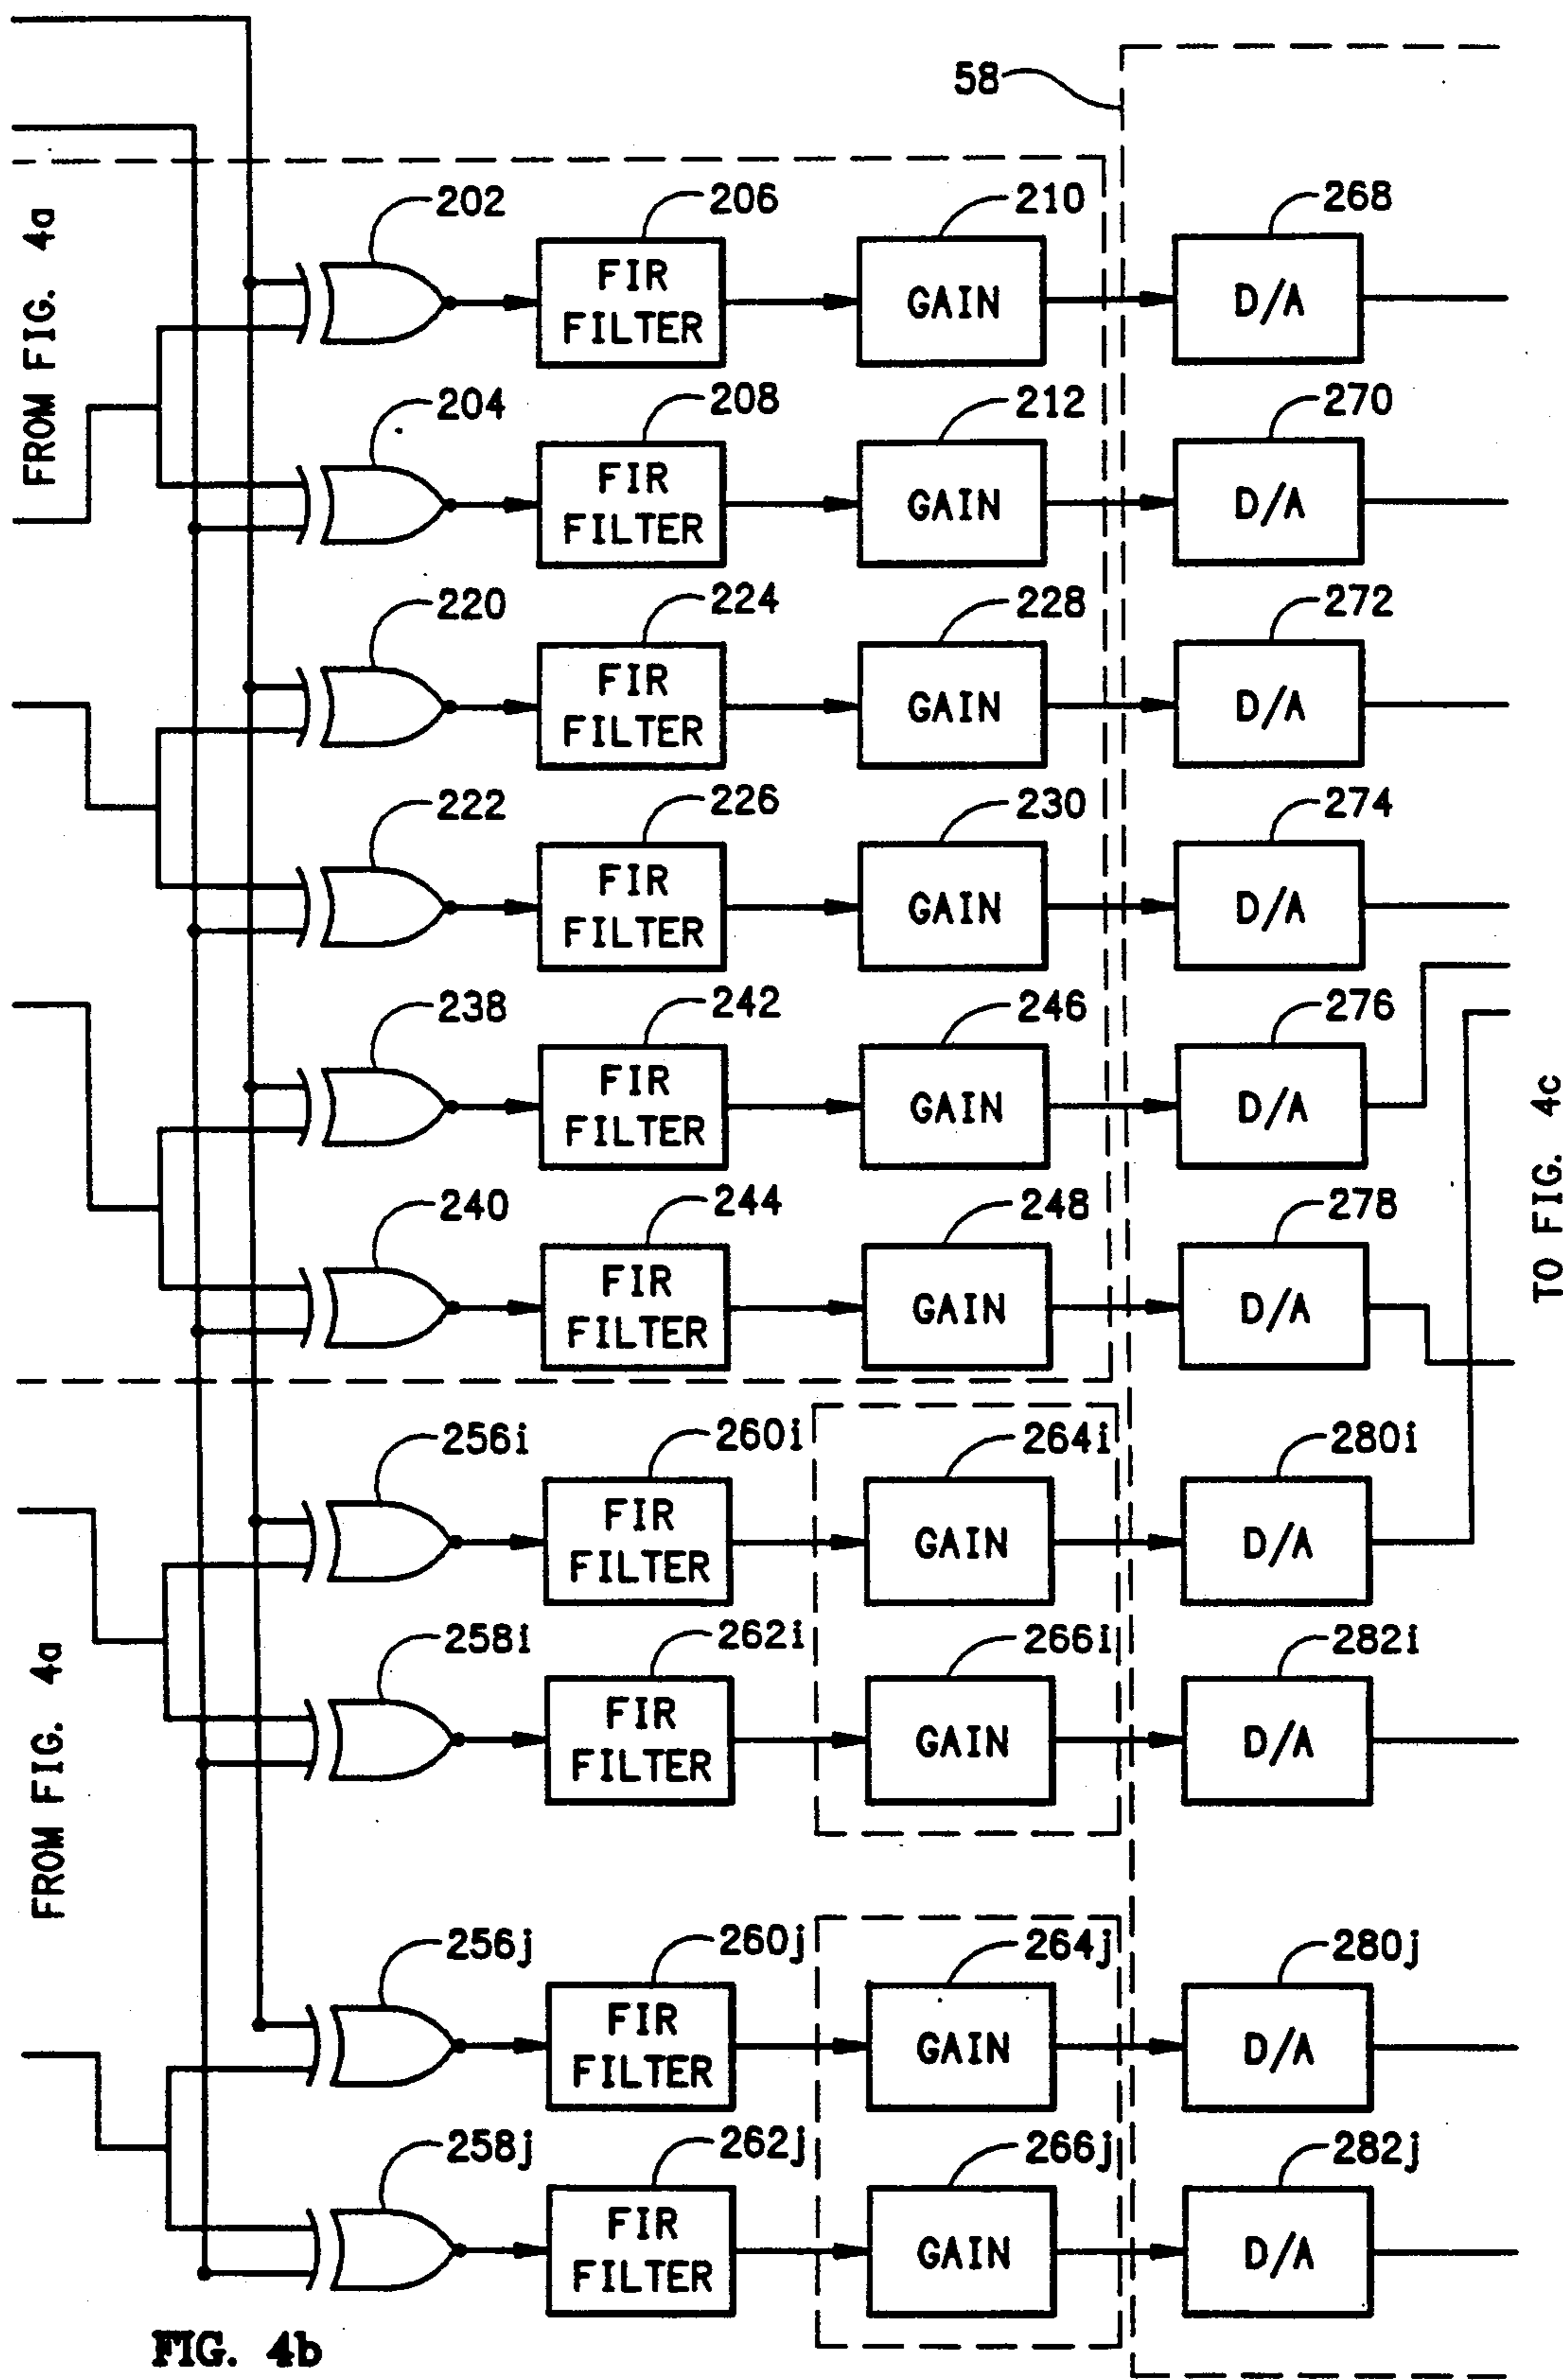 58
202 206 210 268
FROM FIG. 4a
FIR
FILTER
GAIN
D/A
204 208 212 270
FIR
FILTER
GAIN
D/A
220 224 228 272
FIR
FILTER
GAIN
D/A
222 226 230 274
FIR
FILTER
GAIN
D/A
238 242 246 276
FIR
FILTER
GAIN
D/A
TO FIG. 4c
240 244 248 278
FIR
FILTER
GAIN
D/A
256i 260i 264i 280i
FIR
FILTER
GAIN
D/A
258i 262i 266i 282i
FROM FIG. 4a
FIR
FILTER
GAIN
D/A
256j 260j 264j 280j
FIR
FILTER
GAIN
D/A
258j 262j 266j 282j
FIR
FILTER
GAIN
D/A
FIG. 4b